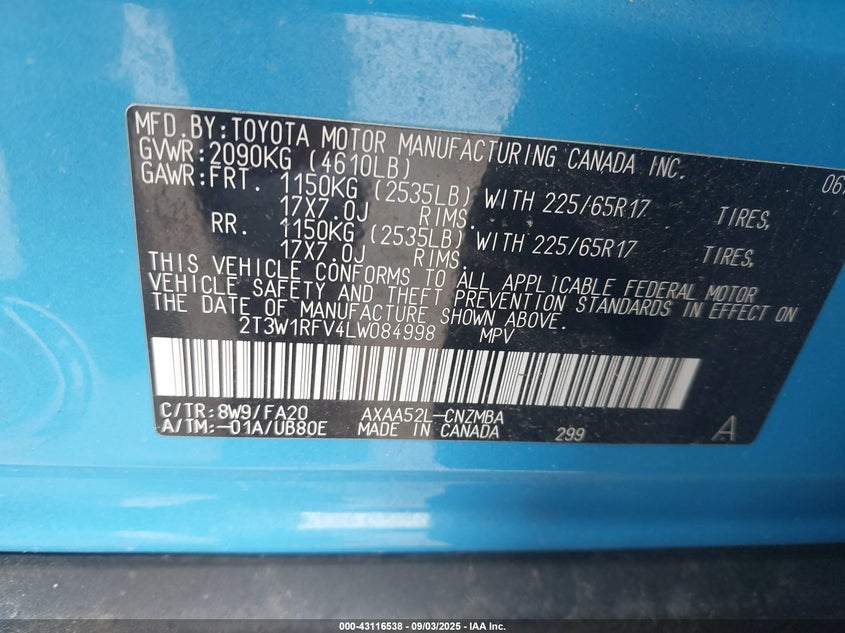 MFD.BY:TOYOTA MOTOR MANUFACTURING CANADA INC.
GVWR:2090KG (4610LB) 06
GAWR:FRT. 1150KG (2535LB) WITH 225/65R17 TIRES,
17X7.0J RIMS.
RR. 1150KG (2535LB) WITH 225/65R17 TIRES,
17X7.0J RIMS
THIS VEHICLE CONFORMS TO ALL APPLICABLE FEDERAL MOTOR
VEHICLE SAFETY AND THEFT PREVENTION STANDARDS IN EFFECT ON
THE DATE OF MANUFACTURE SHOWN ABOVE.
2T3W1RFV4LW084998 MPV
C/TR:8W9/FA20 AXAA52L-CNZMBA
A/TM:-01A/UB80E MADE IN CANADA 299 A
000-43116538 - 09/03/2025 - IAA Inc.